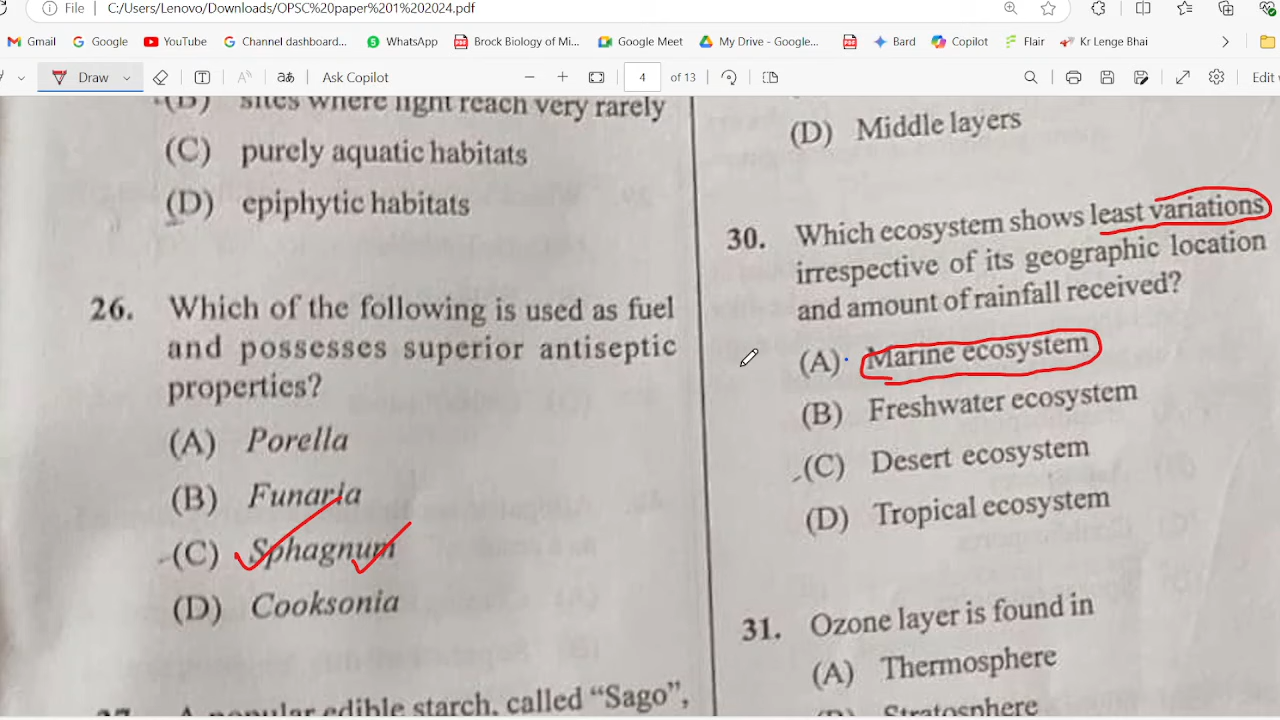 File
C:/Users/Lenovo/Downloads/OPSC%20paper%201%202024.pdf
Gmail
Google
YouTube
Channel dashboard...
WhatsApp
Brock Biology of Mi...
Google Meet
My Drive - Google...
Bard
Copilot
Flair
Kr Lenge Bhai
Draw
Ask Copilot
4 of 13
Edit
(B) sites where light reach very rarely
(C) purely aquatic habitats
(D) epiphytic habitats
26. Which of the following is used as fuel
and possesses superior antiseptic
properties?
(A) Porella
(B) Funaria
(C) Sphagnum
(D) Cooksonia
A popular edible starch, called “Sago”,
(D) Middle layers
30. Which ecosystem shows least variations
irrespective of its geographic location
and amount of rainfall received?
(A) Marine ecosystem
(B) Freshwater ecosystem
(C) Desert ecosystem
(D) Tropical ecosystem
31. Ozone layer is found in
(A) Thermosphere
Stratosphere